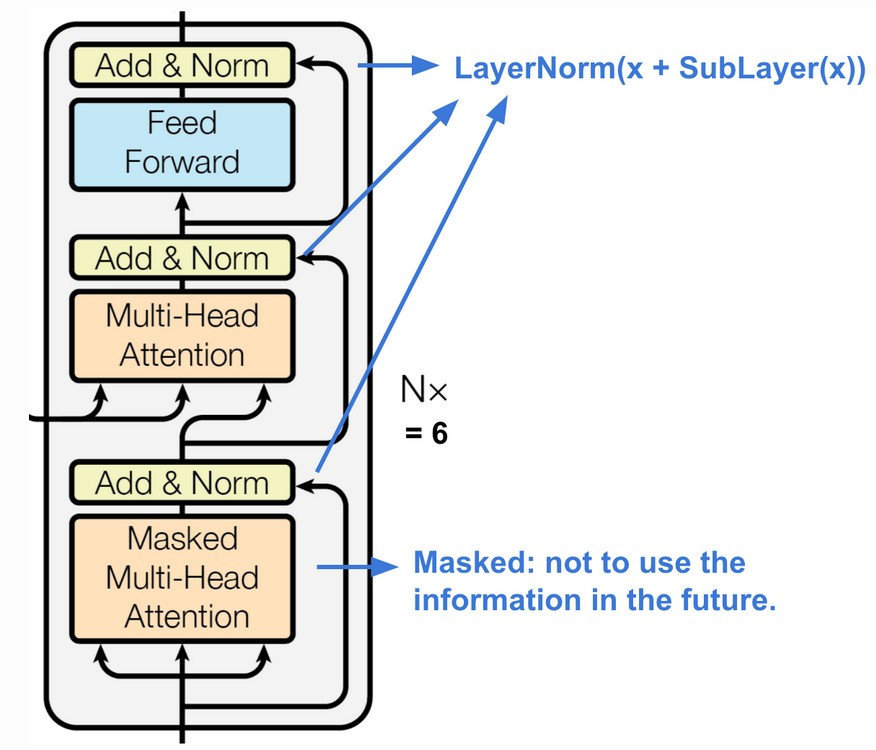 Add & Norm
LayerNorm(x + SubLayer(x))
Feed
Forward
Add & Norm
Multi-Head
Attention
N×
= 6
Add & Norm
Masked
Multi-Head
Attention
Masked: not to use the
information in the future.